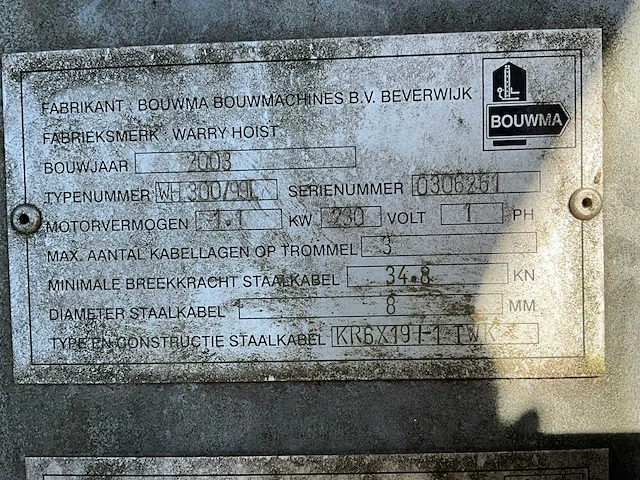 FABRIKANT : BOUWMA BOUWMACHINES B.V. BEVERWIJK
BOUWMA
FABRIEKSMERK : WARRY HOIST
BOUWJAAR 2003
TYPENUMMER WH 300/99L SERIENUMMER 0306261
MOTORVERMOGEN 1.1 KW 230 VOLT 1 PH
MAX. AANTAL KABELLAGEN OP TROMMEL 3
MINIMALE BREEKKRACHT STAALKABEL 34.8 KN
DIAMETER STAALKABEL 8 MM
TYPE EN CONSTRUCTIE STAALKABEL KR6X19+1 TWK